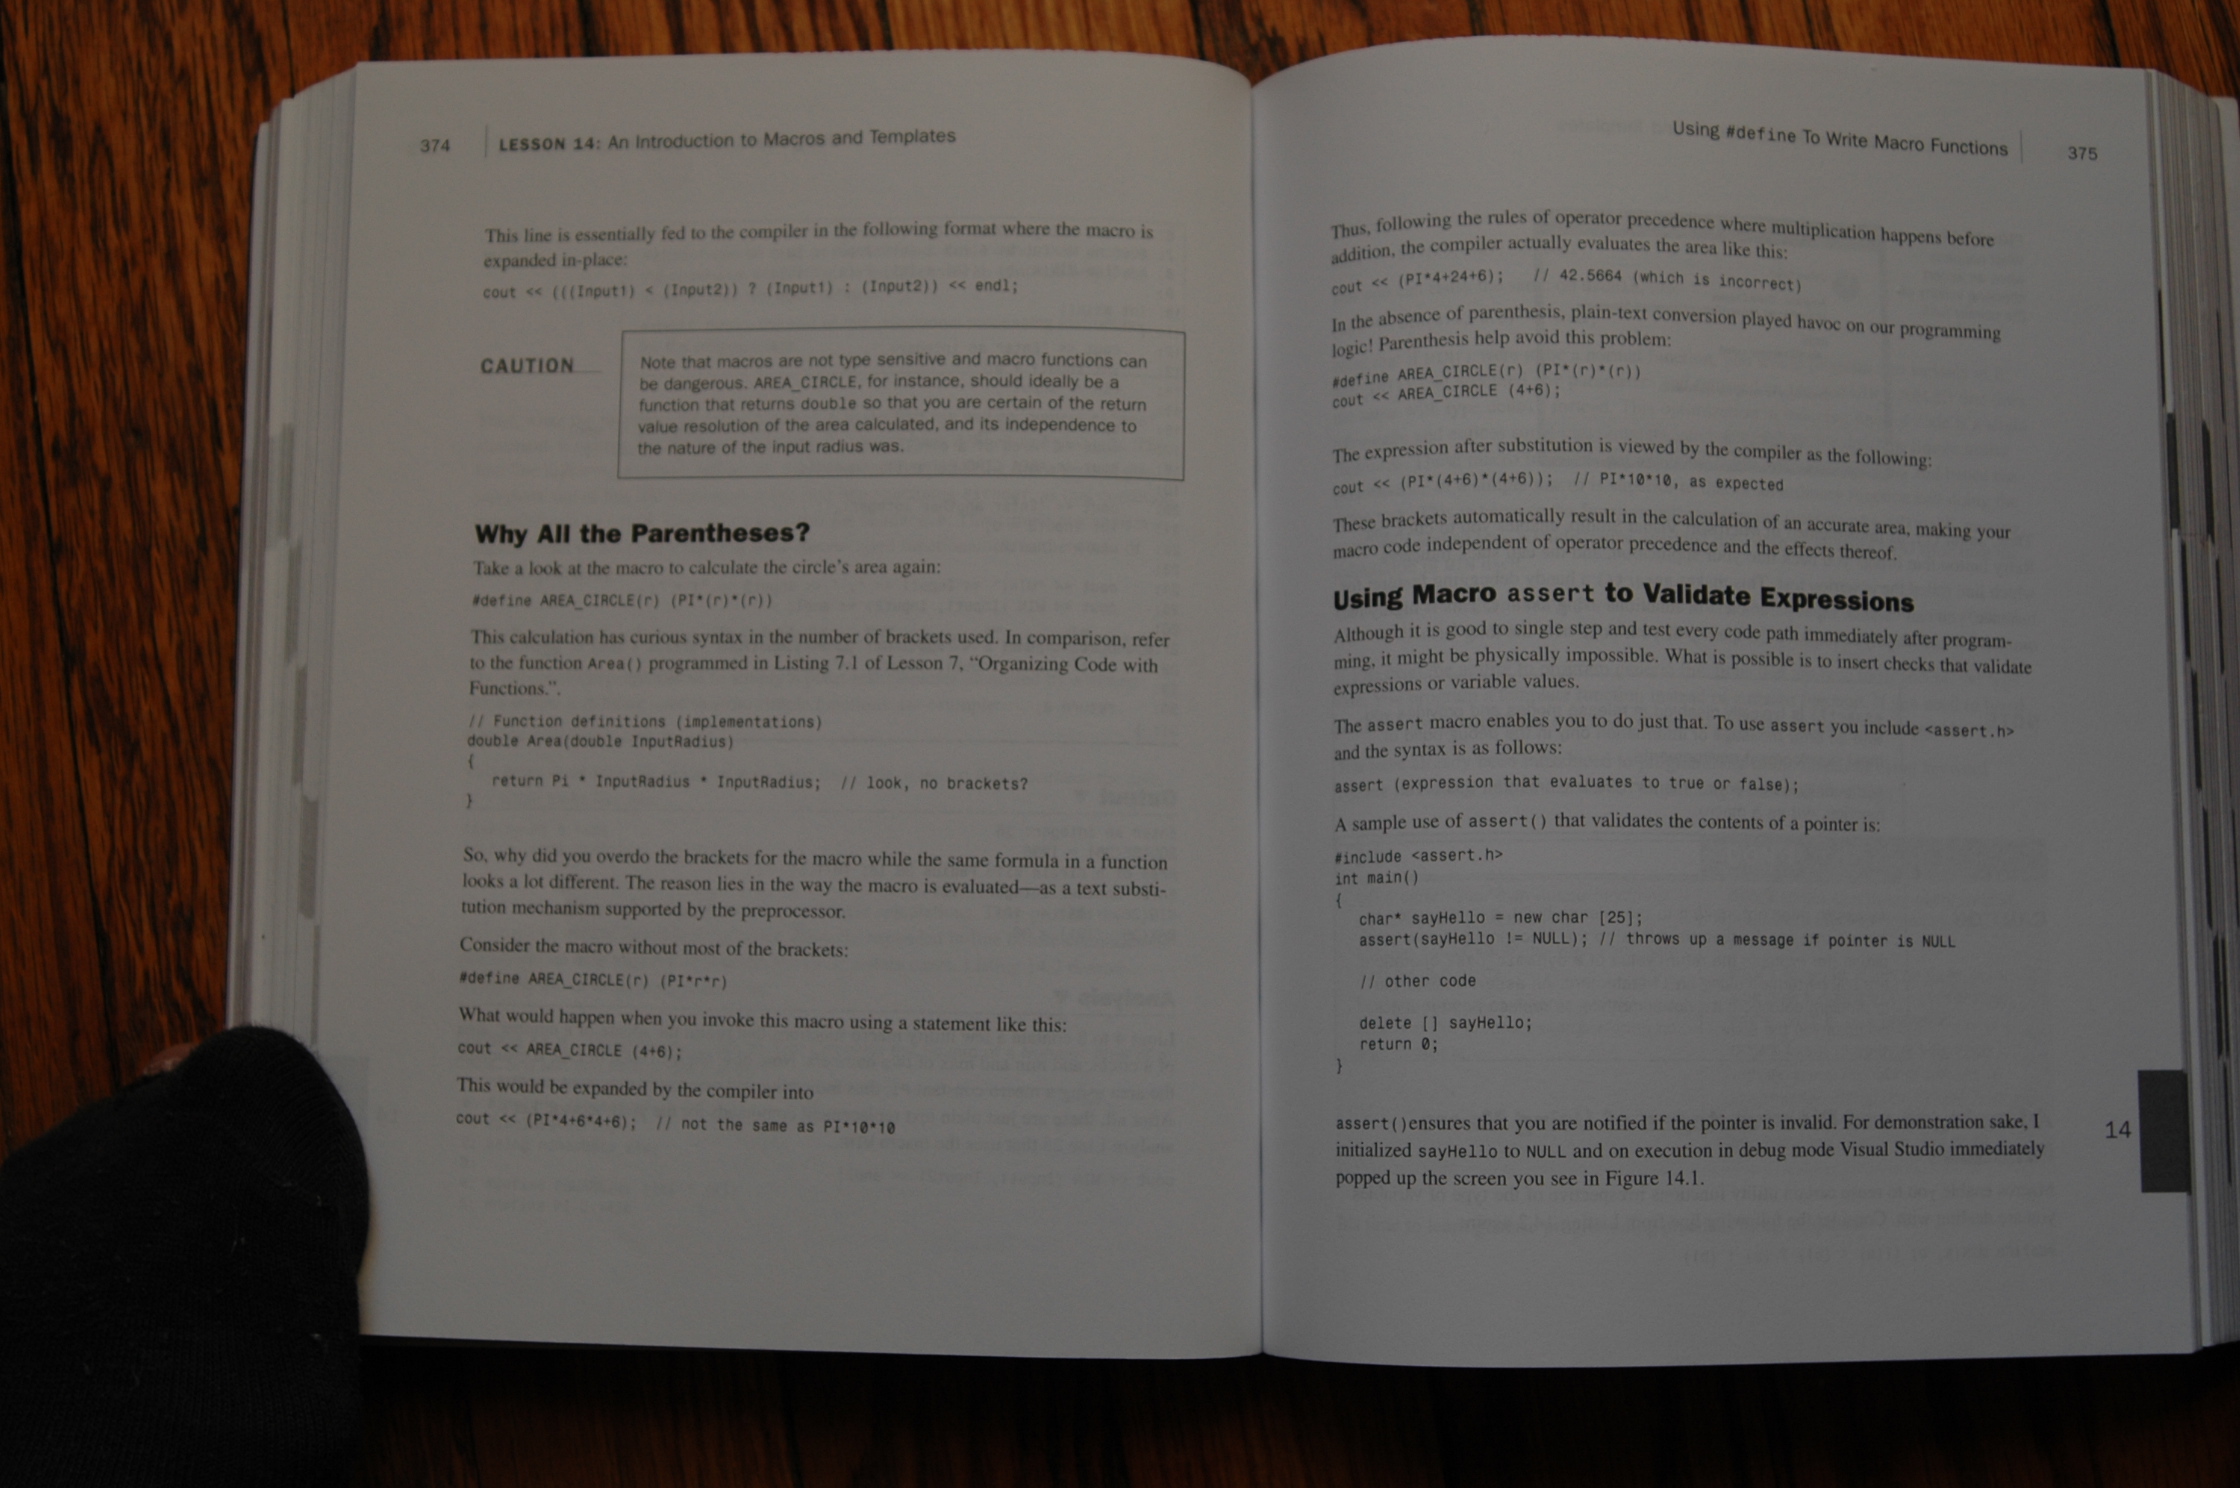 374 LESSON 14: An Introduction to Macros and Templates
This line is essentially fed to the compiler in the following format where the macro is
expanded in-place:
cout << (((Input1) < (Input2)) ? (Input1) : (Input2)) << endl;
CAUTION
Note that macros are not type sensitive and macro functions can
be dangerous. AREA_CIRCLE, for instance, should ideally be a
function that returns double so that you are certain of the return
value resolution of the area calculated, and its independence to
the nature of the input radius was.
Why All the Parentheses?
Take a look at the macro to calculate the circle's area again:
#define AREA_CIRCLE(r) (PI*(r)*(r))
This calculation has curious syntax in the number of brackets used. In comparison, refer
to the function Area() programmed in Listing 7.1 of Lesson 7, “Organizing Code with
Functions.”.
// Function definitions (implementations)
double Area(double InputRadius)
{
return Pi * InputRadius * InputRadius; // look, no brackets?
}
So, why did you overdo the brackets for the macro while the same formula in a function
looks a lot different. The reason lies in the way the macro is evaluated—as a text substi-
tution mechanism supported by the preprocessor.
Consider the macro without most of the brackets:
#define AREA_CIRCLE(r) (PI*r*r)
What would happen when you invoke this macro using a statement like this:
cout << AREA_CIRCLE (4+6);
This would be expanded by the compiler into
cout << (PI*4+6*4+6); // not the same as PI*10*10
Using #define To Write Macro Functions 375
Thus, following the rules of operator precedence where multiplication happens before
addition, the compiler actually evaluates the area like this:
cout << (PI*4+24+6); // 42.5664 (which is incorrect)
In the absence of parenthesis, plain-text conversion played havoc on our programming
logic! Parenthesis help avoid this problem:
#define AREA_CIRCLE(r) (PI*(r)*(r))
cout << AREA_CIRCLE (4+6);
The expression after substitution is viewed by the compiler as the following:
cout << (PI*(4+6)*(4+6)); // PI*10*10, as expected
These brackets automatically result in the calculation of an accurate area, making your
macro code independent of operator precedence and the effects thereof.
Using Macro assert to Validate Expressions
Although it is good to single step and test every code path immediately after program-
ming, it might be physically impossible. What is possible is to insert checks that validate
expressions or variable values.
The assert macro enables you to do just that. To use assert you include <assert.h>
and the syntax is as follows:
assert (expression that evaluates to true or false);
A sample use of assert() that validates the contents of a pointer is:
#include <assert.h>
int main()
{
char* sayHello = new char [25];
assert(sayHello != NULL); // throws up a message if pointer is NULL
// other code
delete [] sayHello;
return 0;
}
assert()ensures that you are notified if the pointer is invalid. For demonstration sake, I
initialized sayHello to NULL and on execution in debug mode Visual Studio immediately
popped up the screen you see in Figure 14.1.
14